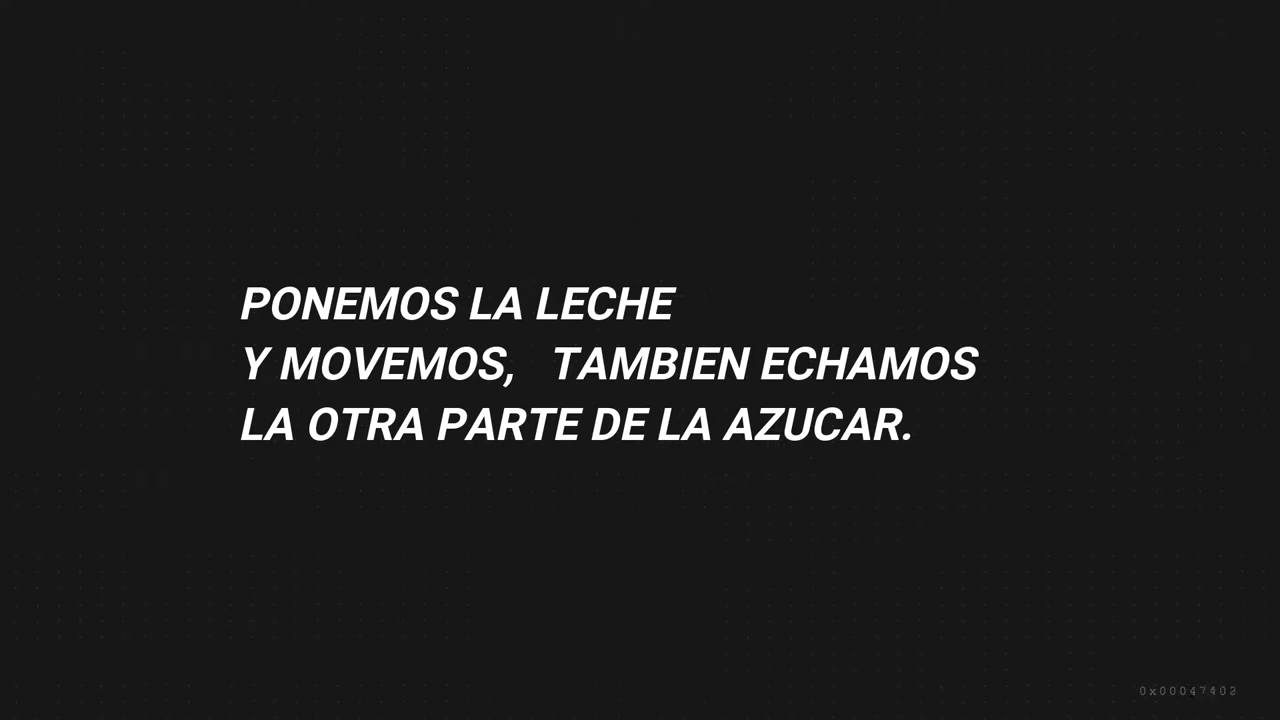 PONEMOS LA LECHE
Y MOVEMOS,   TAMBIEN ECHAMOS
LA OTRA PARTE DE LA AZUCAR.
0x00047402